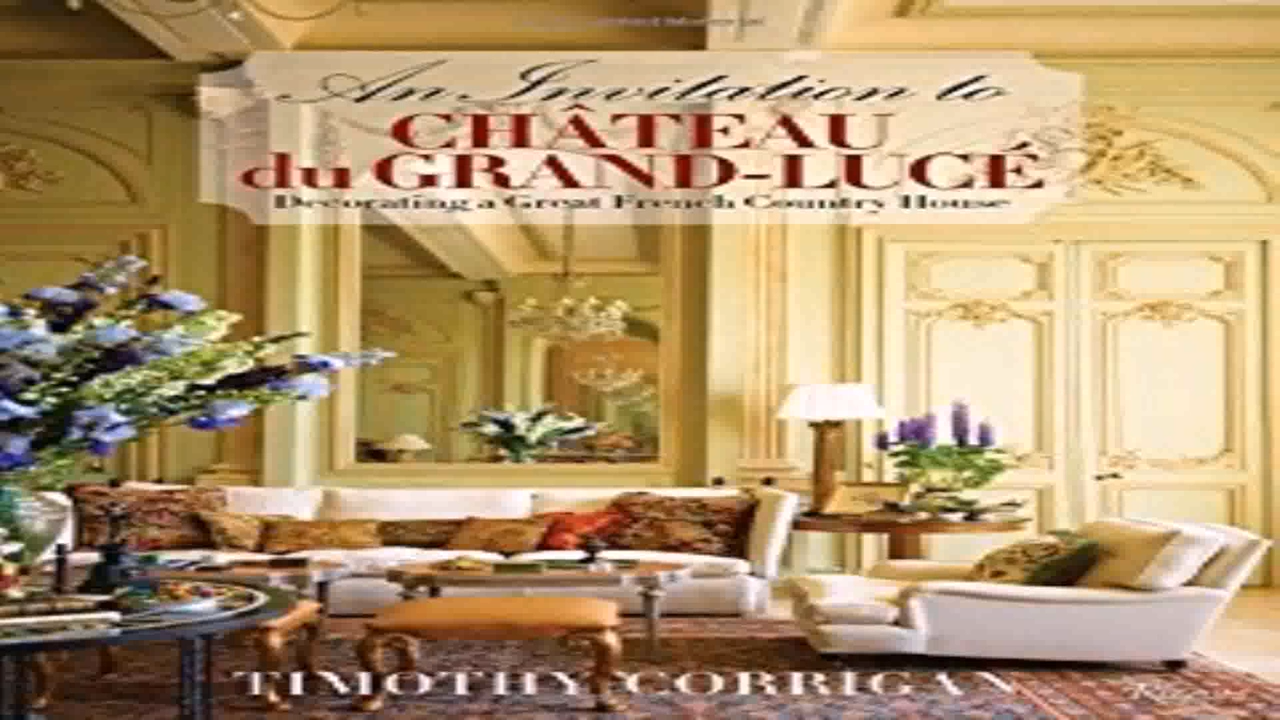 An Invitation to
CHÂTEAU
du GRAND-LUCÉ
Decorating a Great French Country House
TIMOTHY CORRIGAN